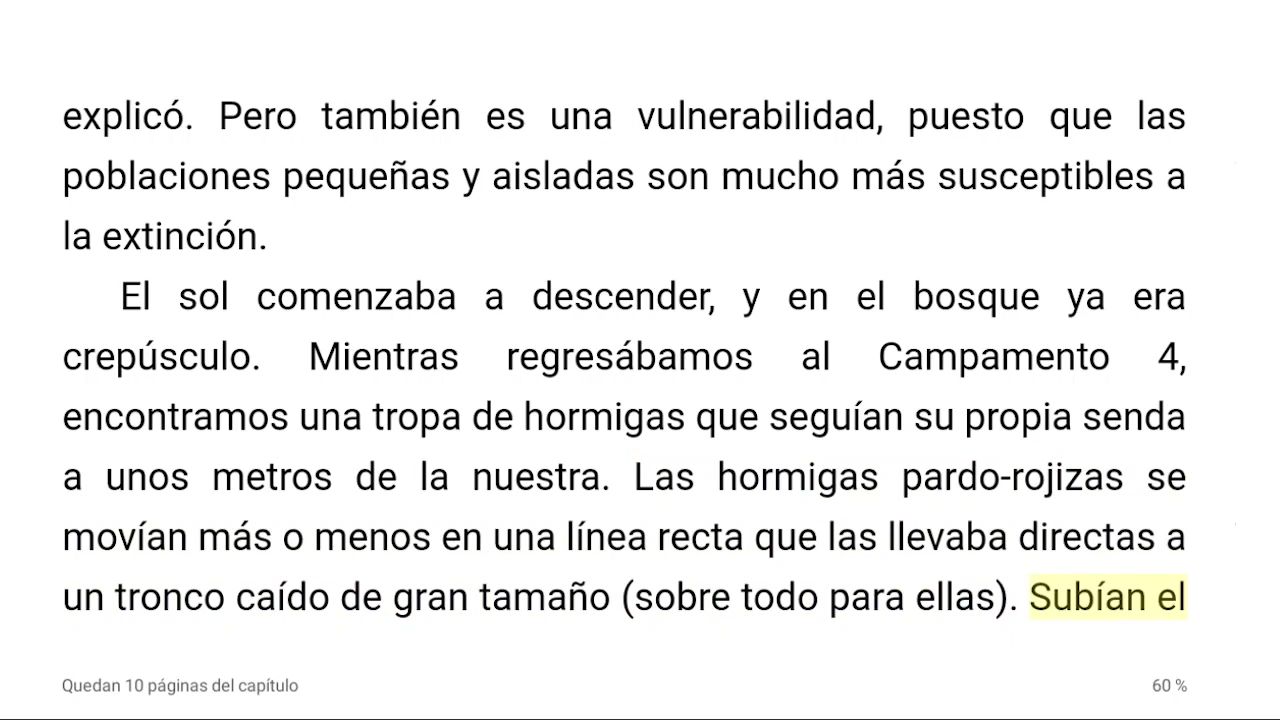 explicó. Pero también es una vulnerabilidad, puesto que las
poblaciones pequeñas y aisladas son mucho más susceptibles a
la extinción.
El sol comenzaba a descender, y en el bosque ya era
crepúsculo. Mientras regresábamos al Campamento 4,
encontramos una tropa de hormigas que seguían su propia senda
a unos metros de la nuestra. Las hormigas pardo-rojizas se
movían más o menos en una línea recta que las llevaba directas a
un tronco caído de gran tamaño (sobre todo para ellas). Subían el
Quedan 10 páginas del capítulo
60 %